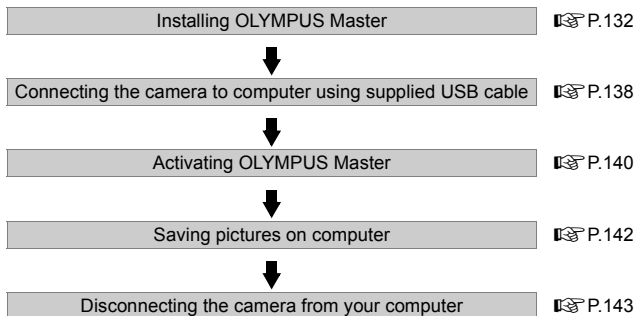 Installing OLYMPUS Master P.132
Connecting the camera to computer using supplied USB cable P.138
Activating OLYMPUS Master P.140
Saving pictures on computer P.142
Disconnecting the camera from your computer P.143